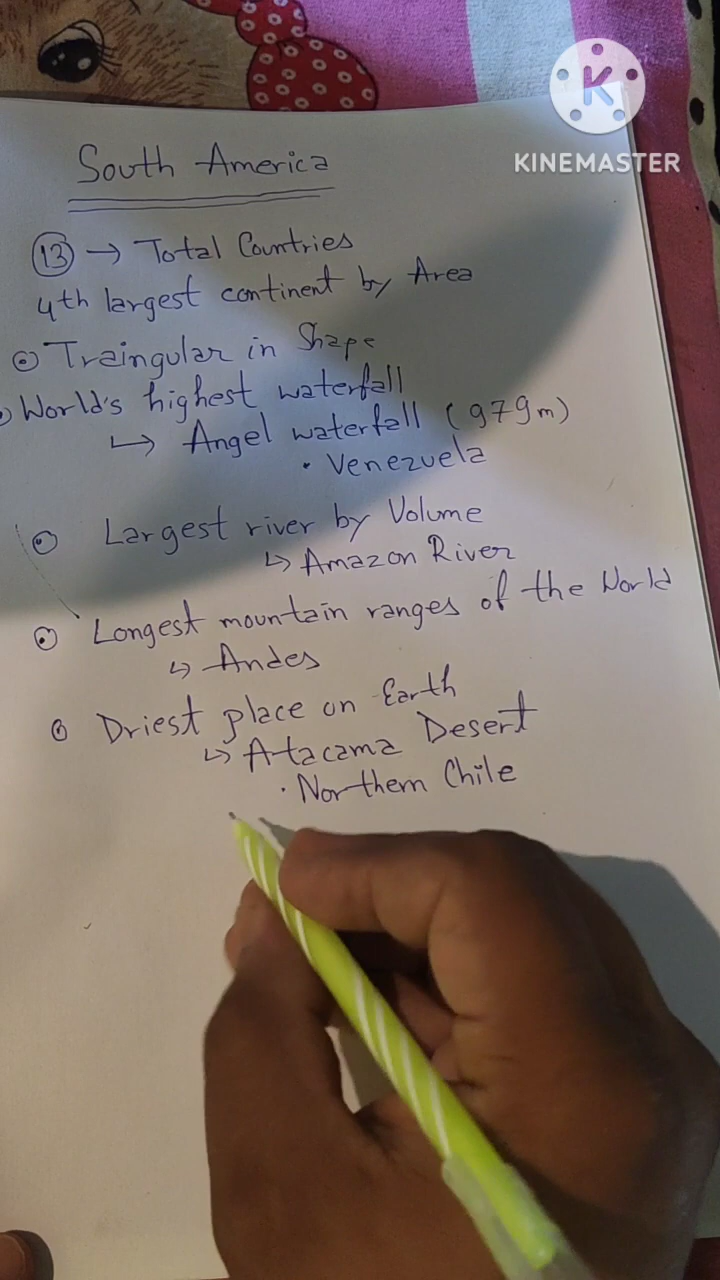 KINEMASTER
South America
13 → Total Countries
4th largest continent by Area
Traingular in Shape
World's highest waterfall
↳ Angel waterfall (979m)
• Venezuela
Largest river by Volume
↳ Amazon River
Longest mountain ranges of the World
↳ Andes
Driest place on Earth
↳ Atacama Desert
• Northern Chile